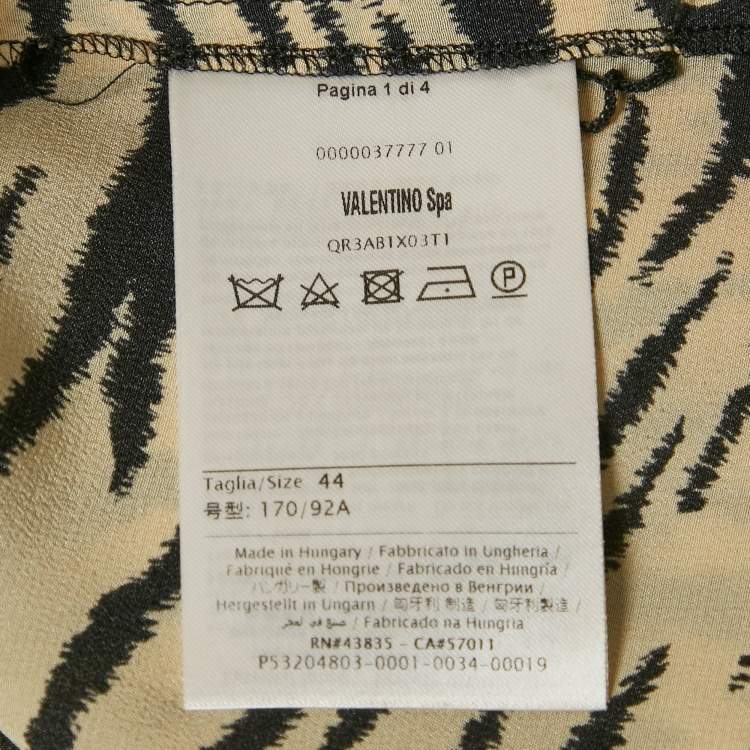 Pagina 1 di 4
0000037777 01
VALENTINO Spa
QR3AB1X03T1
P
Taglia/Size 44
号型: 170/92A
Made in Hungary / Fabbricato in Ungheria /
Fabriqué en Hongrie / Fabricado en Hungría /
ハンガリー製 / Произведено в Венгрии /
Hergestellt in Ungarn / 匈牙利 制造 / 匈牙利製造 /
صنع في المجر / Fabricado na Hungria
RN#43835 - CA#57011
P53204803-0001-0034-00019